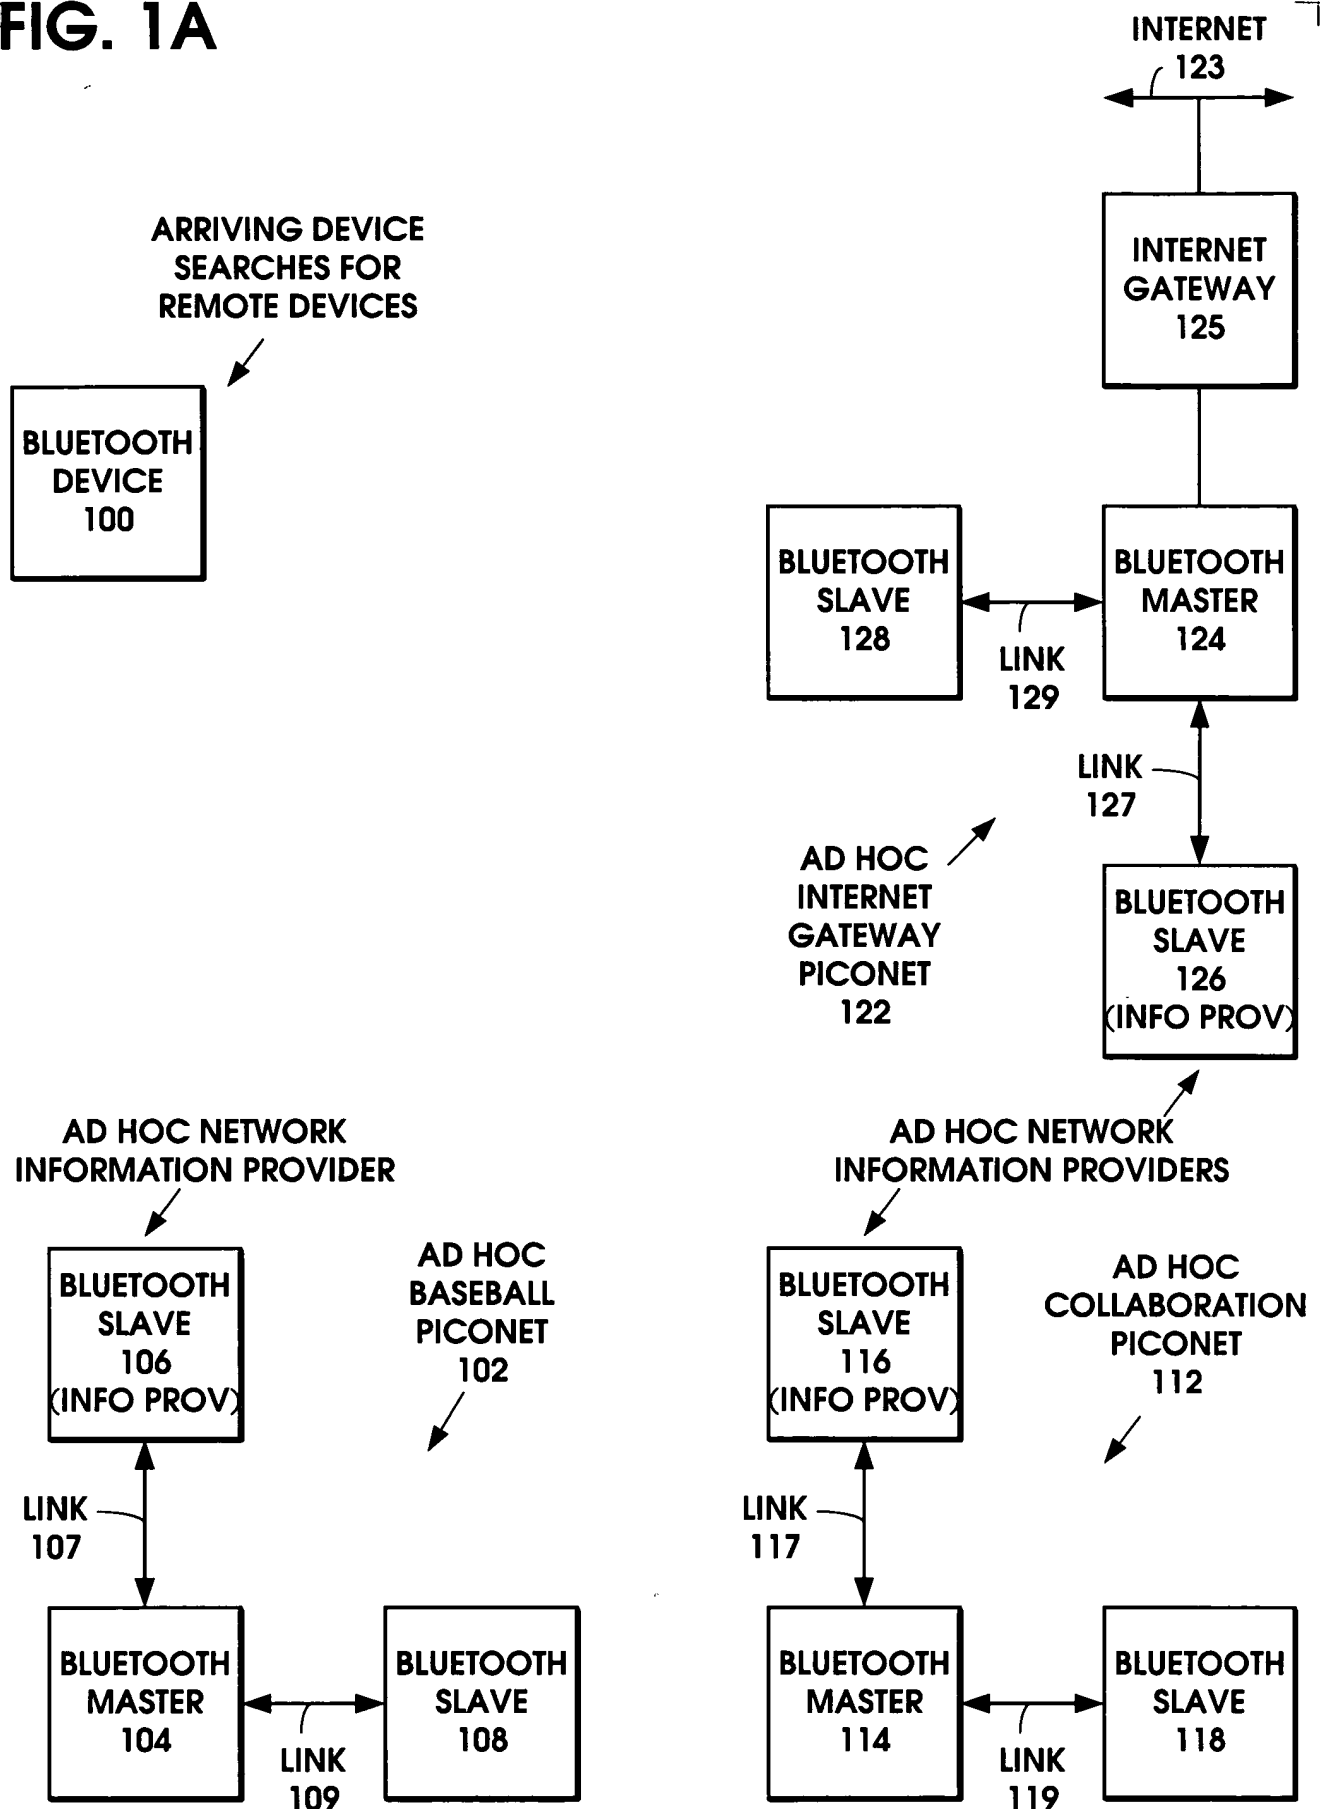 FIG. 1A
INTERNET
123
INTERNET
GATEWAY
125
ARRIVING DEVICE
SEARCHES FOR
REMOTE DEVICES
BLUETOOTH
DEVICE
100
BLUETOOTH
SLAVE
128
LINK
129
BLUETOOTH
MASTER
124
LINK
127
AD HOC
INTERNET
GATEWAY
PICONET
122
BLUETOOTH
SLAVE
126
(INFO PROV)
AD HOC NETWORK
INFORMATION PROVIDER
AD HOC NETWORK
INFORMATION PROVIDERS
BLUETOOTH
SLAVE
106
(INFO PROV)
AD HOC
BASEBALL
PICONET
102
BLUETOOTH
SLAVE
116
(INFO PROV)
AD HOC
COLLABORATION
PICONET
112
LINK
107
LINK
117
BLUETOOTH
MASTER
104
LINK
109
BLUETOOTH
SLAVE
108
BLUETOOTH
MASTER
114
LINK
119
BLUETOOTH
SLAVE
118